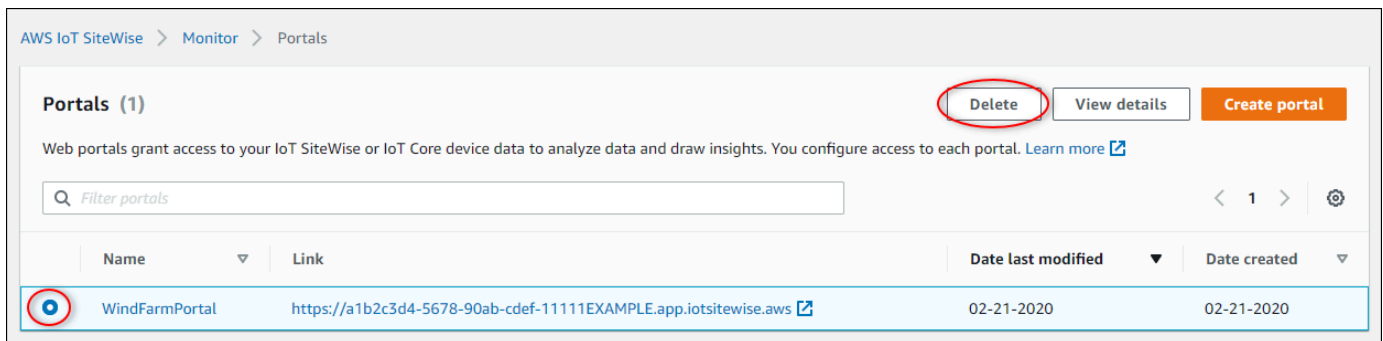 AWS IoT SiteWise > Monitor > Portals
Portals (1)
Delete
View details
Create portal
Web portals grant access to your IoT SiteWise or IoT Core device data to analyze data and draw insights. You configure access to each portal. Learn more
Filter portals
< 1 >
Name Link Date last modified Date created
WindFarmPortal https://a1b2c3d4-5678-90ab-cdef-11111EXAMPLE.app.iotsitewise.aws 02-21-2020 02-21-2020